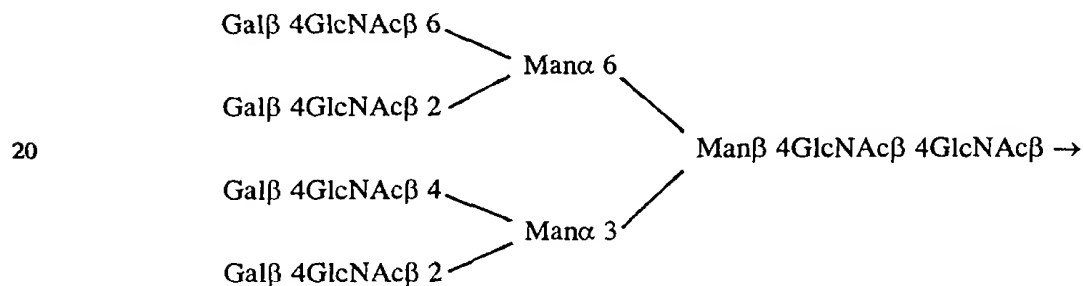 Galβ 4GlcNAcβ 6
Manα 6
Galβ 4GlcNAcβ 2
20
Manβ 4GlcNAcβ 4GlcNAcβ →
Galβ 4GlcNAcβ 4
Manα 3
Galβ 4GlcNAcβ 2